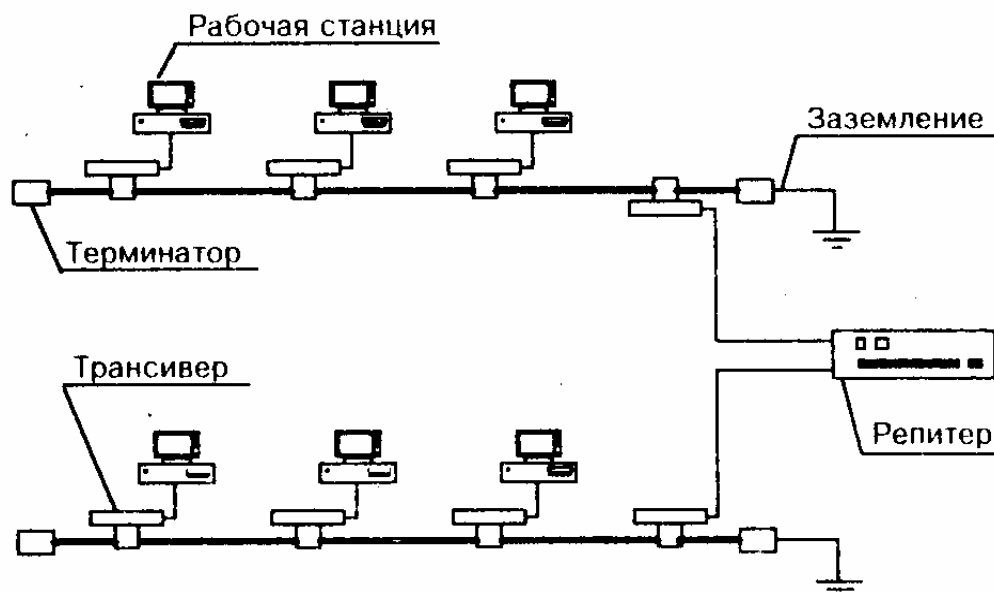 Рабочая станция
Заземление
Терминатор
Трансивер
Репитер